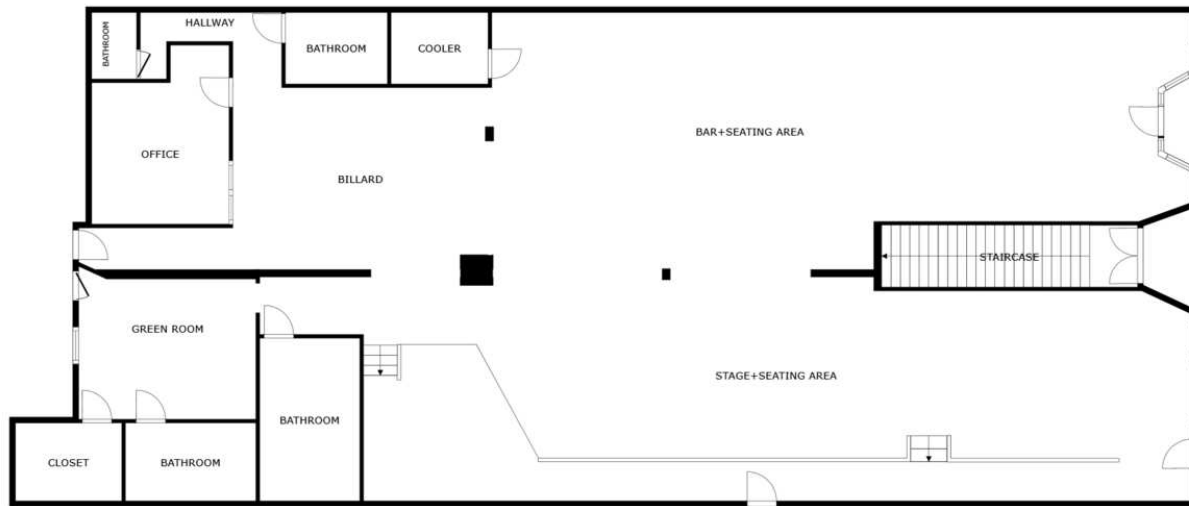 HALLWAY
BATHROOM
BATHROOM
COOLER
BAR+SEATING AREA
OFFICE
BILLARD
STAIRCASE
GREEN ROOM
STAGE+SEATING AREA
BATHROOM
CLOSET
BATHROOM